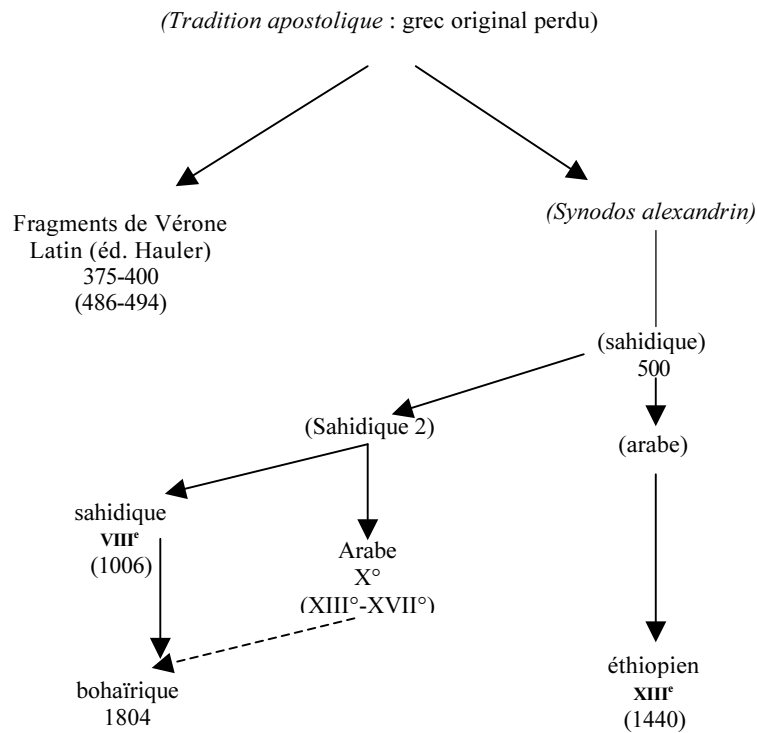 (Tradition apostolique : grec original perdu)
Fragments de Vérone
Latin (éd. Hauler)
375-400
(486-494)
(Synodos alexandrin)
(sahidique)
500
(Sahidique 2)
(arabe)
sahidique
VIIIᵉ
(1006)
Arabe
X°
(XIII°-XVII°)
bohaïrique
1804
éthiopien
XIIIᵉ
(1440)